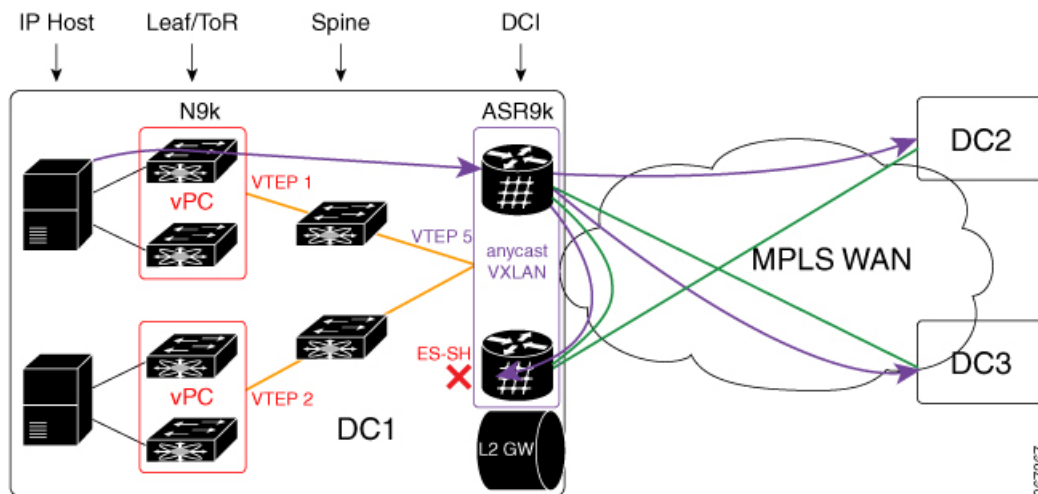 IP Host
Leaf/ToR
Spine
DCI
N9k
ASR9k
VTEP 1
vPC
VTEP 5
anycast
VXLAN
DC2
MPLS WAN
ES-SH
vPC
VTEP 2
DC1
L2 GW
DC3